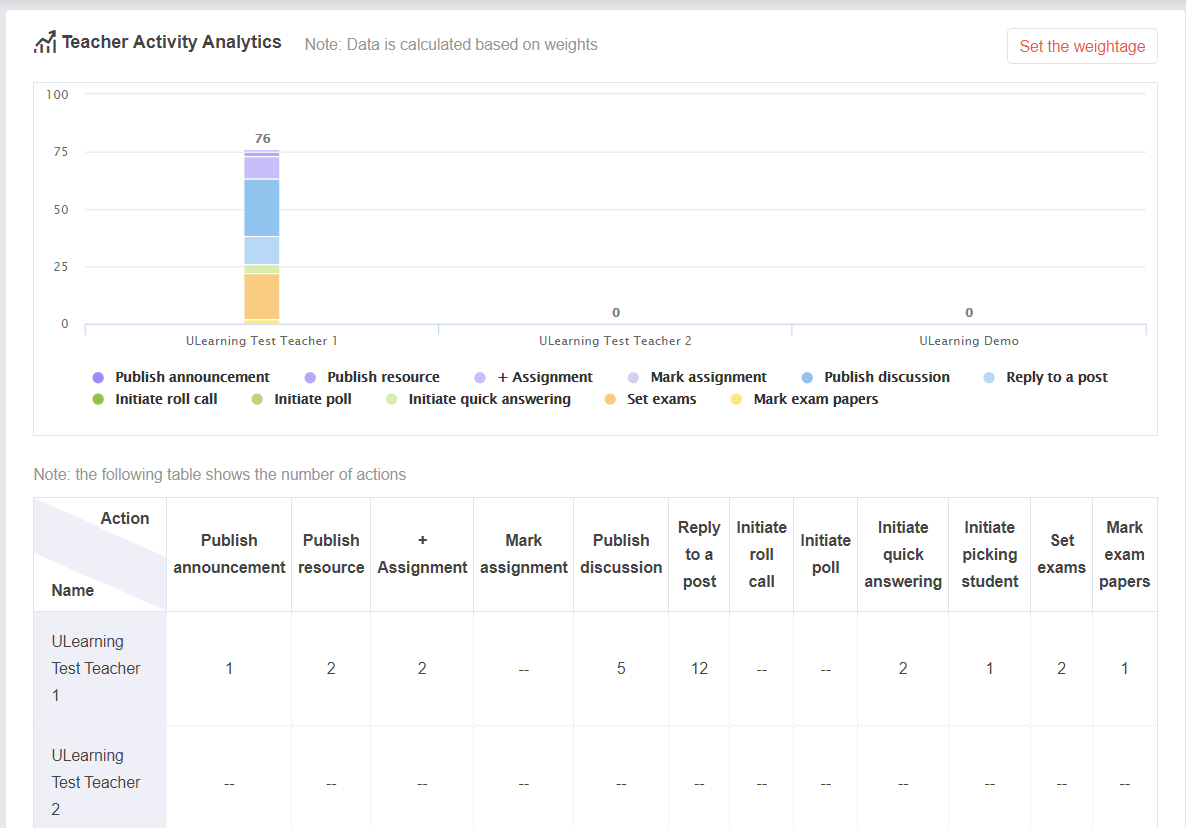 Teacher Activity Analytics Note: Data is calculated based on weights Set the weightage
100
76
75
50
25
0 0
0
ULearning Test Teacher 1 ULearning Test Teacher 2 ULearning Demo
Publish announcement Publish resource + Assignment Mark assignment Publish discussion Reply to a post
Initiate roll call Initiate poll Initiate quick answering Set exams Mark exam papers
Note: the following table shows the number of actions
Action
Name
Publish announcement
Publish resource
+ Assignment
Mark assignment
Publish discussion
Reply to a post
Initiate roll call
Initiate poll
Initiate quick answering
Initiate picking student
Set exams
Mark exam papers
ULearning
Test Teacher
1
1 2 2 -- 5 12 -- -- 2 1 2 1
ULearning
Test Teacher
2
-- -- -- -- -- -- -- -- -- -- -- --